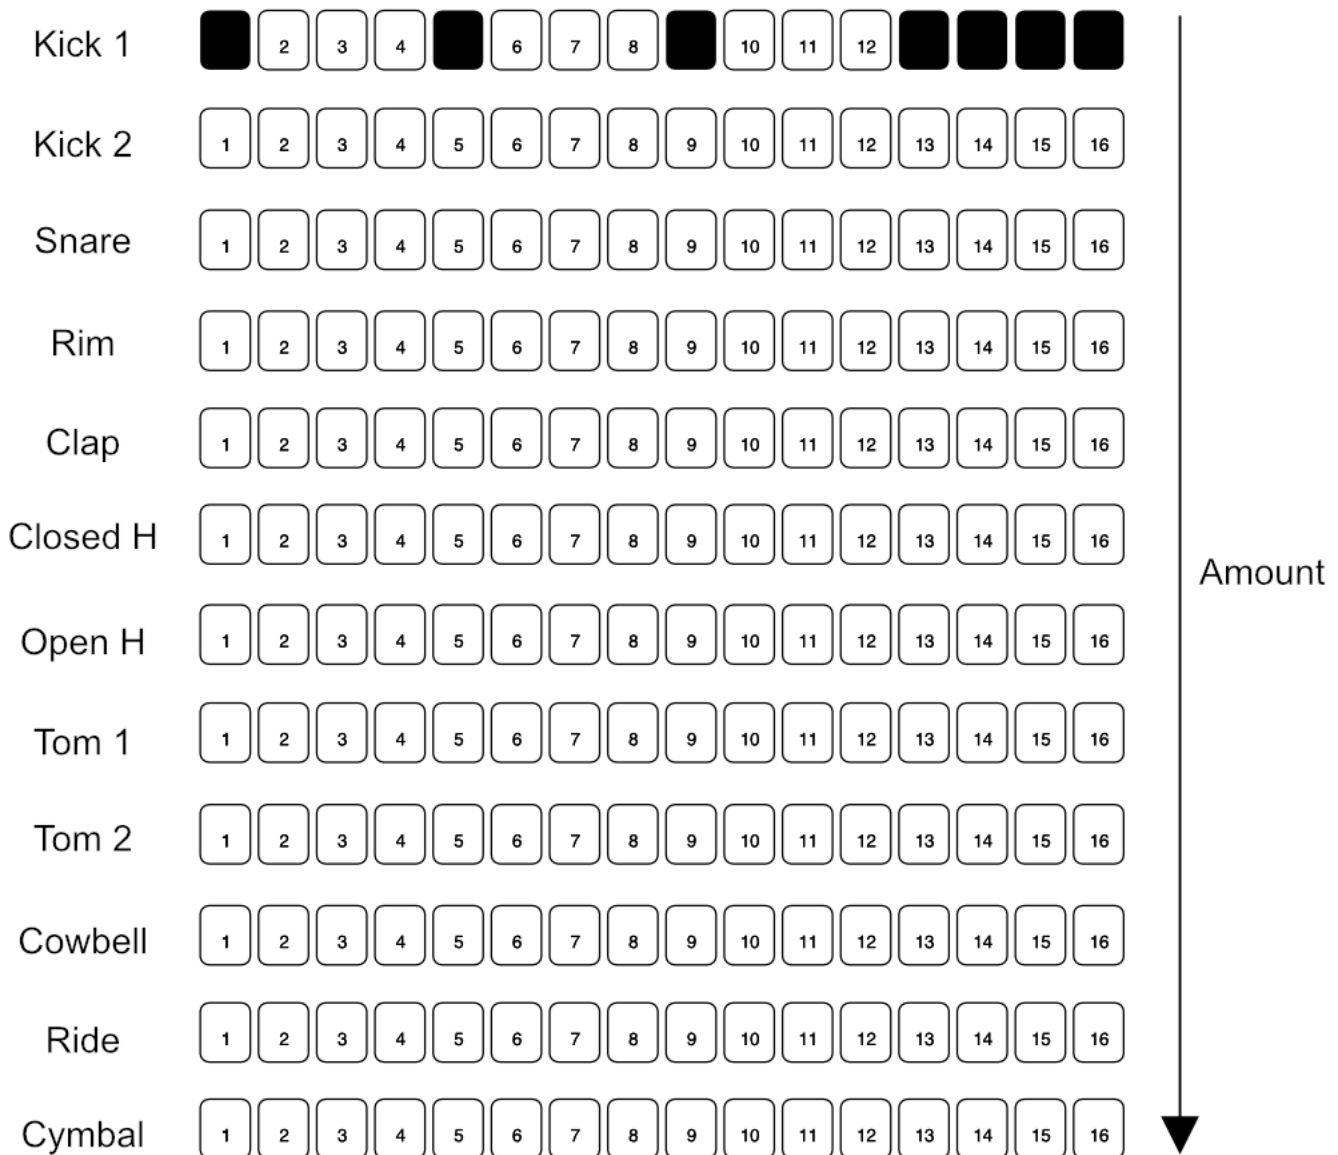 Kick 1 2 3 4 6 7 8 10 11 12
Kick 2 1 2 3 4 5 6 7 8 9 10 11 12 13 14 15 16
Snare 1 2 3 4 5 6 7 8 9 10 11 12 13 14 15 16
Rim 1 2 3 4 5 6 7 8 9 10 11 12 13 14 15 16
Clap 1 2 3 4 5 6 7 8 9 10 11 12 13 14 15 16
Closed H 1 2 3 4 5 6 7 8 9 10 11 12 13 14 15 16
Amount
Open H 1 2 3 4 5 6 7 8 9 10 11 12 13 14 15 16
Tom 1 1 2 3 4 5 6 7 8 9 10 11 12 13 14 15 16
Tom 2 1 2 3 4 5 6 7 8 9 10 11 12 13 14 15 16
Cowbell 1 2 3 4 5 6 7 8 9 10 11 12 13 14 15 16
Ride 1 2 3 4 5 6 7 8 9 10 11 12 13 14 15 16
Cymbal 1 2 3 4 5 6 7 8 9 10 11 12 13 14 15 16